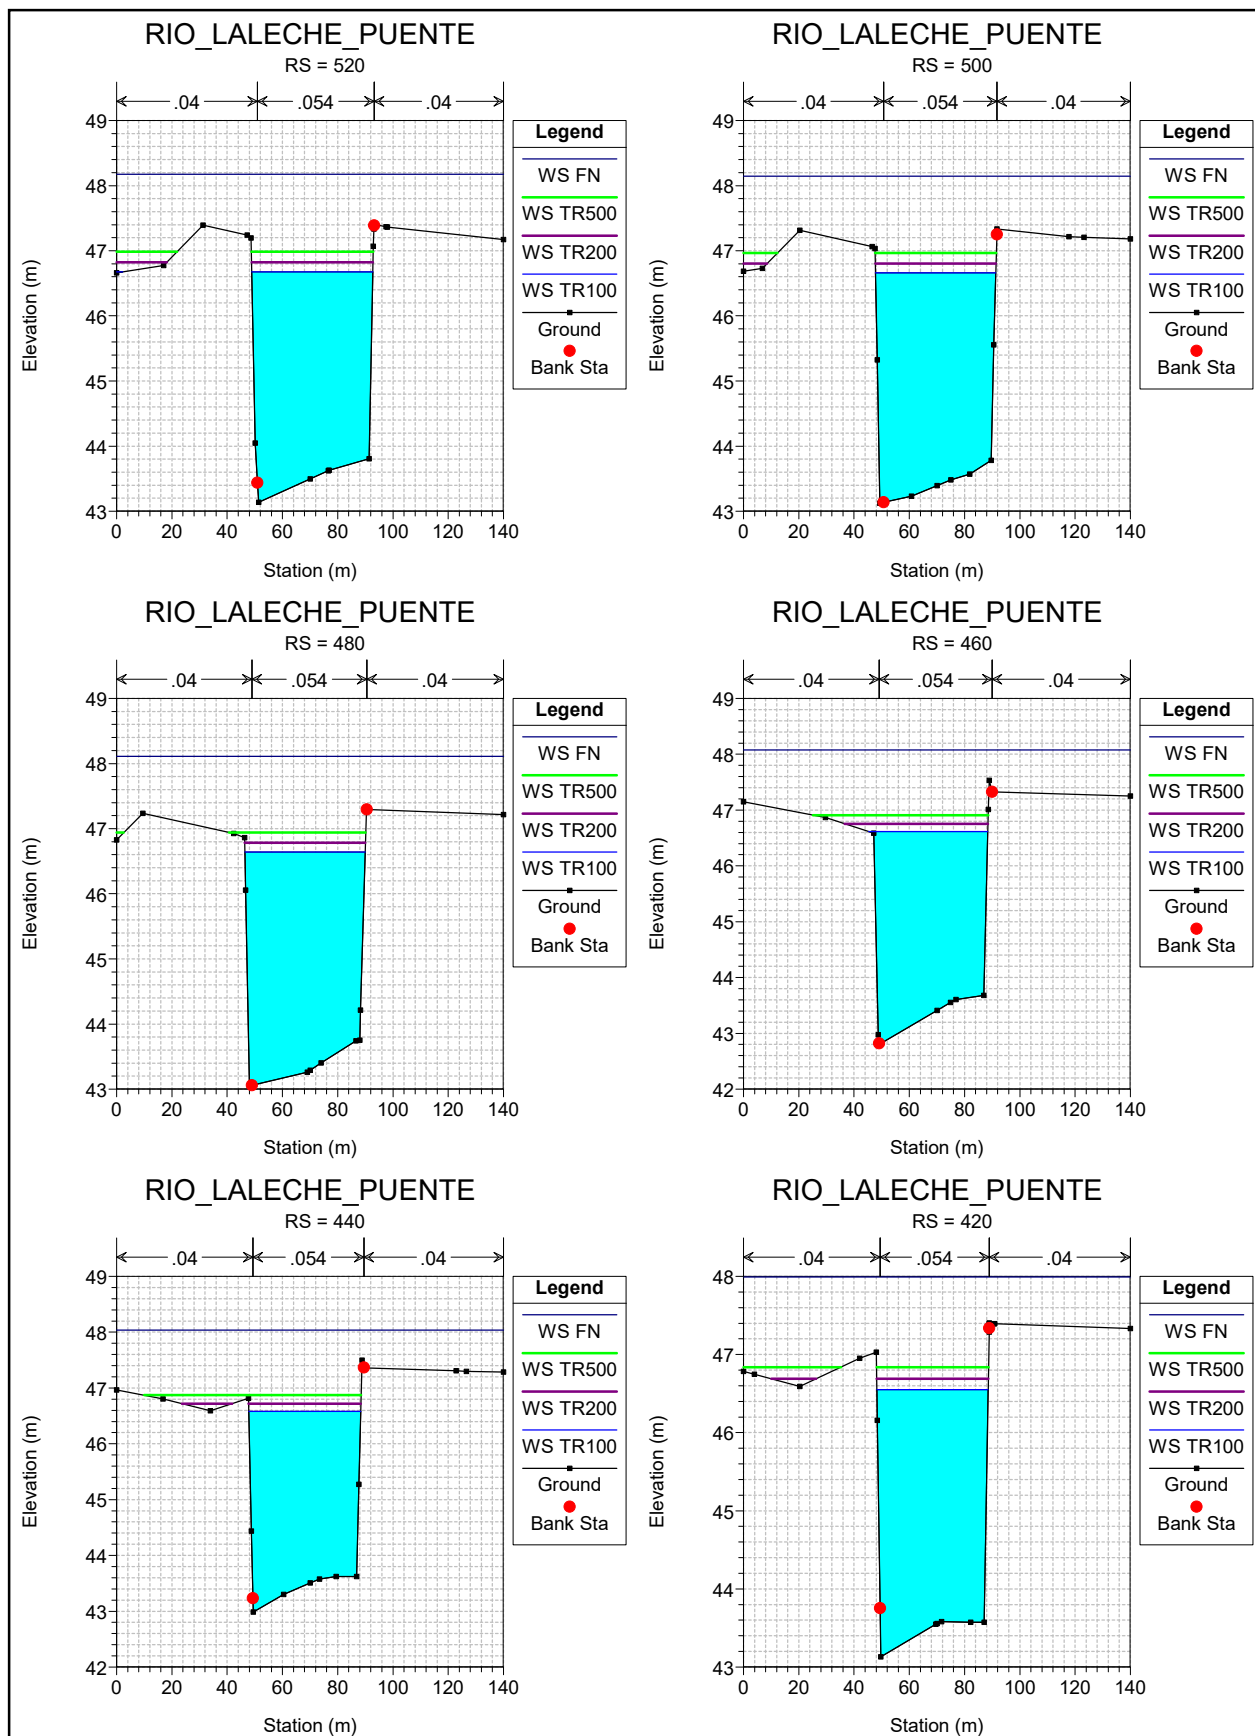 RIO_LALECHE_PUENTE
RS = 520
.04 .054 .04
49
48
47
46
45
44
43
0 20 40 60 80 100 120 140
Station (m)
Elevation (m)
Legend
WS FN
WS TR500
WS TR200
WS TR100
Ground
Bank Sta
RIO_LALECHE_PUENTE
RS = 500
.04 .054 .04
49
48
47
46
45
44
43
0 20 40 60 80 100 120 140
Station (m)
Elevation (m)
Legend
WS FN
WS TR500
WS TR200
WS TR100
Ground
Bank Sta
RIO_LALECHE_PUENTE
RS = 480
.04 .054 .04
49
48
47
46
45
44
43
0 20 40 60 80 100 120 140
Station (m)
Elevation (m)
Legend
WS FN
WS TR500
WS TR200
WS TR100
Ground
Bank Sta
RIO_LALECHE_PUENTE
RS = 460
.04 .054 .04
49
48
47
46
45
44
43
42
0 20 40 60 80 100 120 140
Station (m)
Elevation (m)
Legend
WS FN
WS TR500
WS TR200
WS TR100
Ground
Bank Sta
RIO_LALECHE_PUENTE
RS = 440
.04 .054 .04
49
48
47
46
45
44
43
42
0 20 40 60 80 100 120 140
Station (m)
Elevation (m)
Legend
WS FN
WS TR500
WS TR200
WS TR100
Ground
Bank Sta
RIO_LALECHE_PUENTE
RS = 420
.04 .054 .04
48
47
46
45
44
43
0 20 40 60 80 100 120 140
Station (m)
Elevation (m)
Legend
WS FN
WS TR500
WS TR200
WS TR100
Ground
Bank Sta